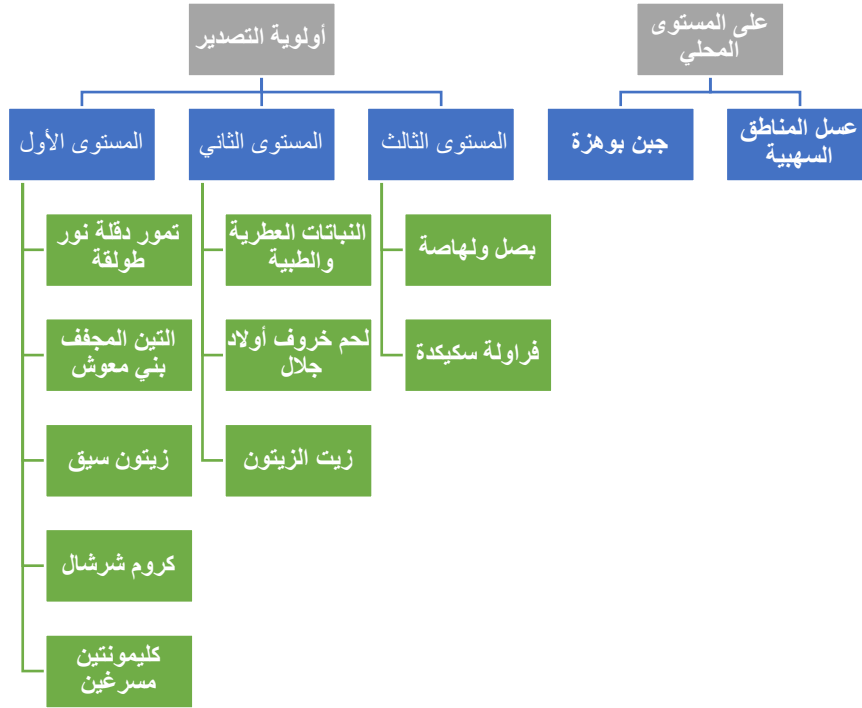 على المستوى
المحلي
عسل المناطق
السهبية
جبن بوهزة
أولوية التصدير
المستوى الأول
تمور دقلة نور
طولقة
التين المجفف
بني معوش
زيتون سيق
كروم شرشال
كليمونتين
مسرغين
المستوى الثاني
النباتات العطرية
والطبية
لحم خروف أولاد
جلال
زيت الزيتون
المستوى الثالث
بصل ولهاصة
فراولة سكيكدة